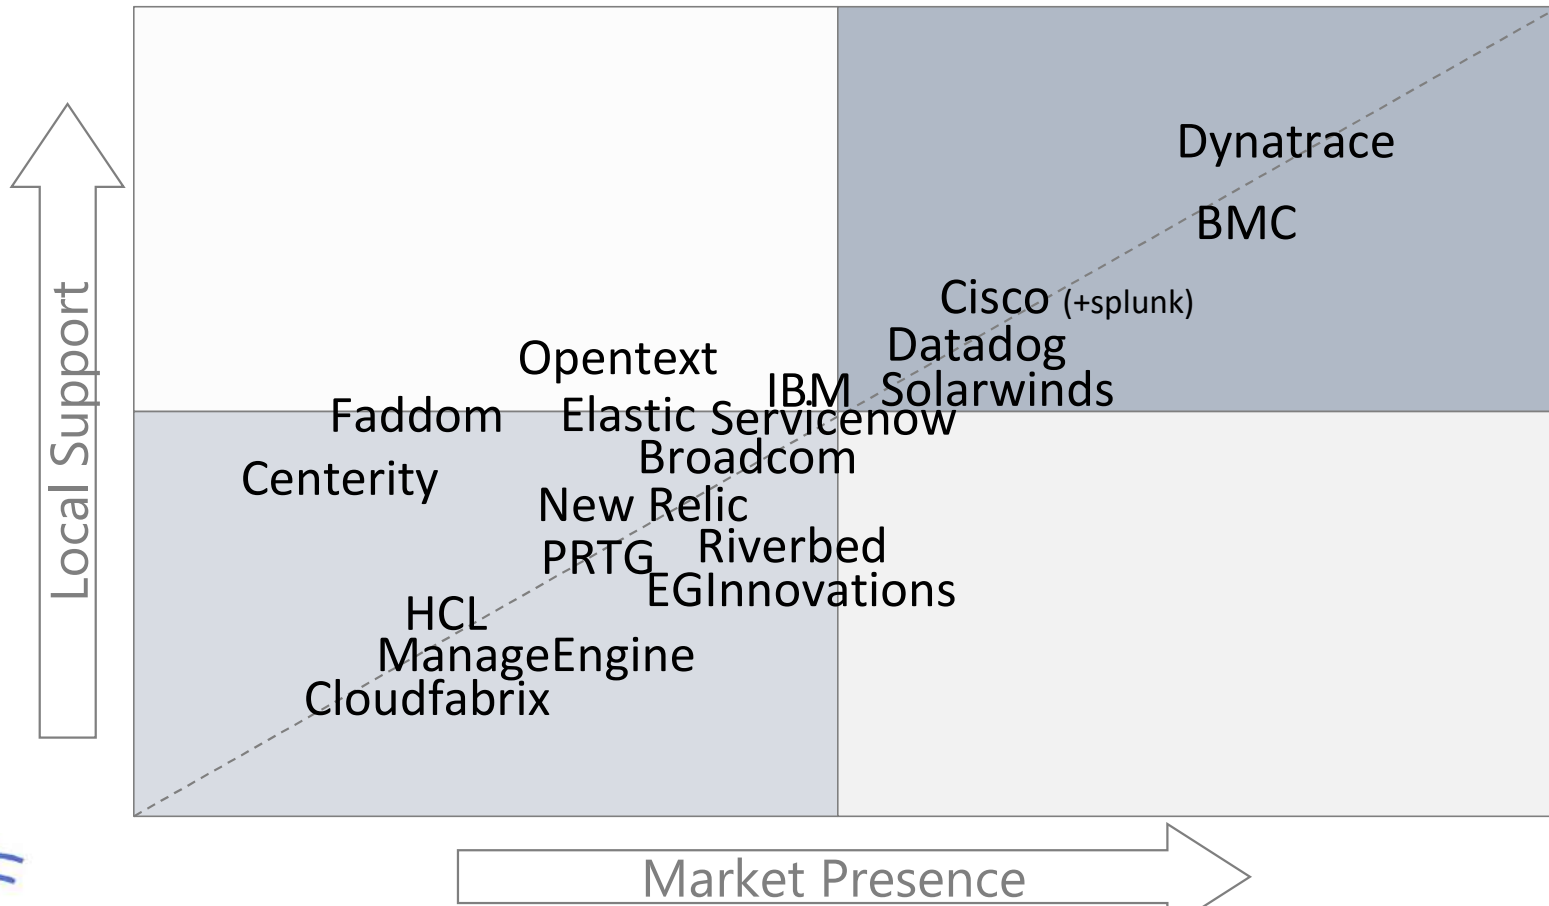 Dynatrace
BMC
Cisco (+splunk)
Datadog
Opentext
IBM Solarwinds
Faddom Elastic Servicenow
Broadcom
Centerity
New Relic
Riverbed
PRTG
EGInnovations
HCL
ManageEngine
Cloudfabrix
Local Support
Market Presence